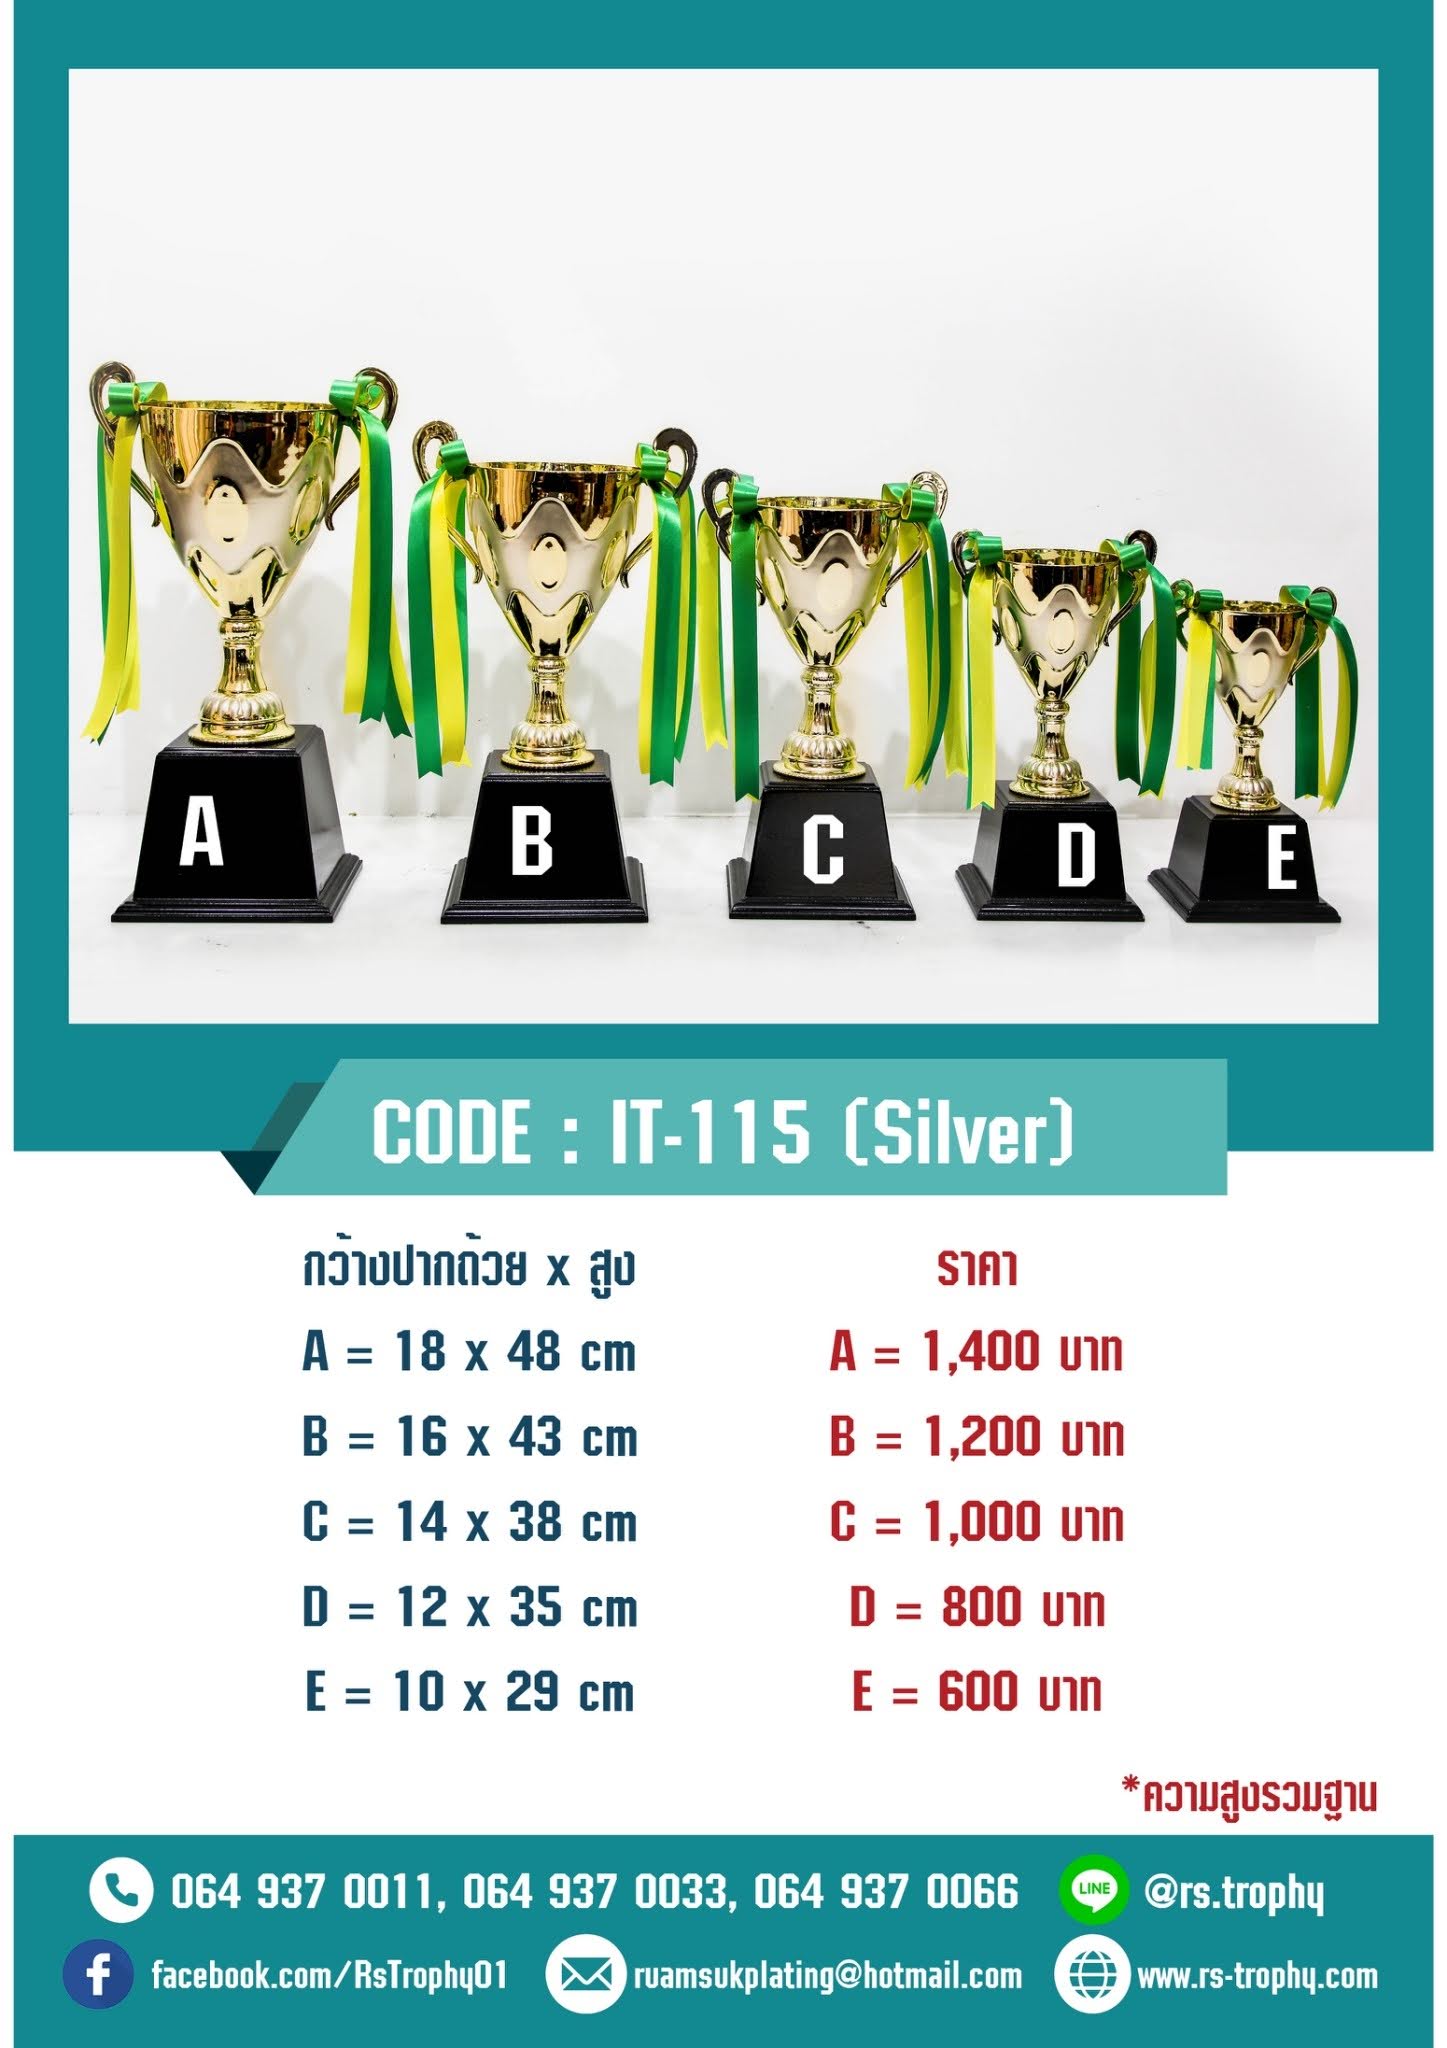 A B C D E
CODE : IT-115 (Silver)
กว้างปากถ้วย x สูง ราคา
A = 18 x 48 cm A = 1,400 บาท
B = 16 x 43 cm B = 1,200 บาท
C = 14 x 38 cm C = 1,000 บาท
D = 12 x 35 cm D = 800 บาท
E = 10 x 29 cm E = 600 บาท
*ความสูงรวมฐาน
064 937 0011, 064 937 0033, 064 937 0066 LINE @rs.trophy
f facebook.com/RsTrophy01 ruamsukplating@hotmail.com www.rs-trophy.com